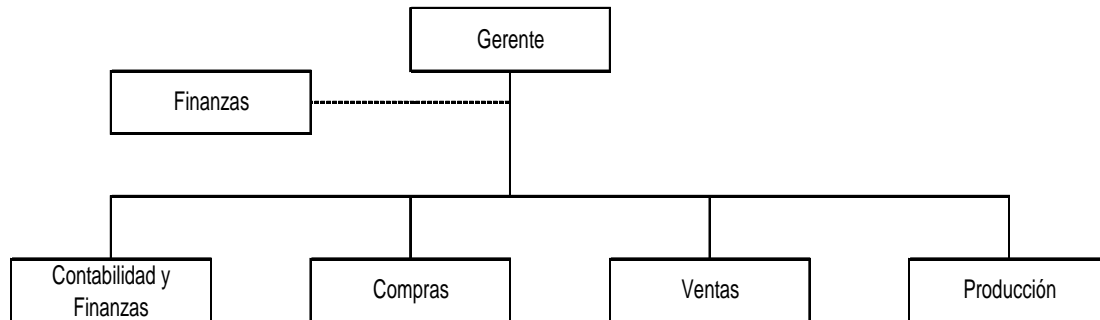 Gerente
Finanzas
Contabilidad y
Finanzas
Compras
Ventas
Producción